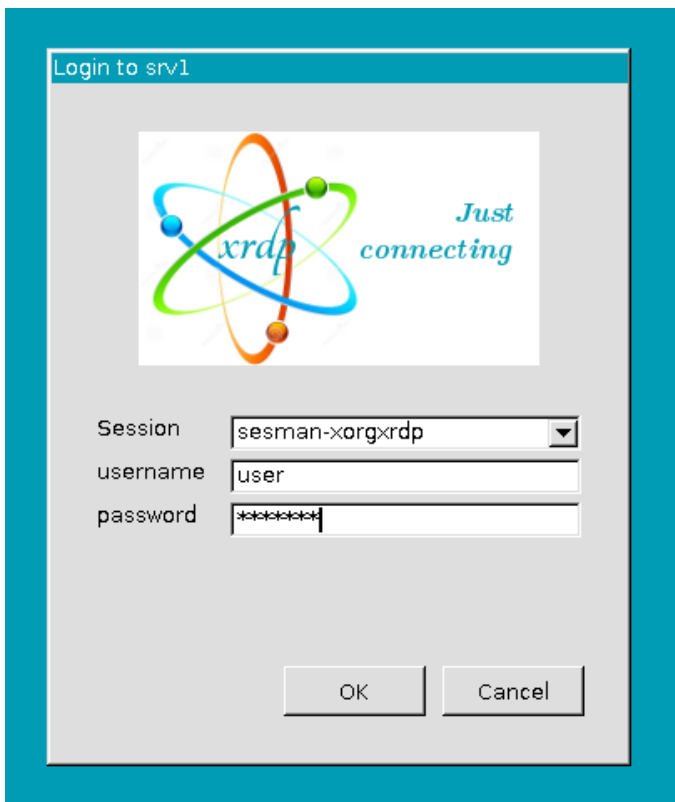 Login to srv1
xrdp
Just
connecting
Session
sesman-xorgxrdp
username
user
password
*******
OK
Cancel